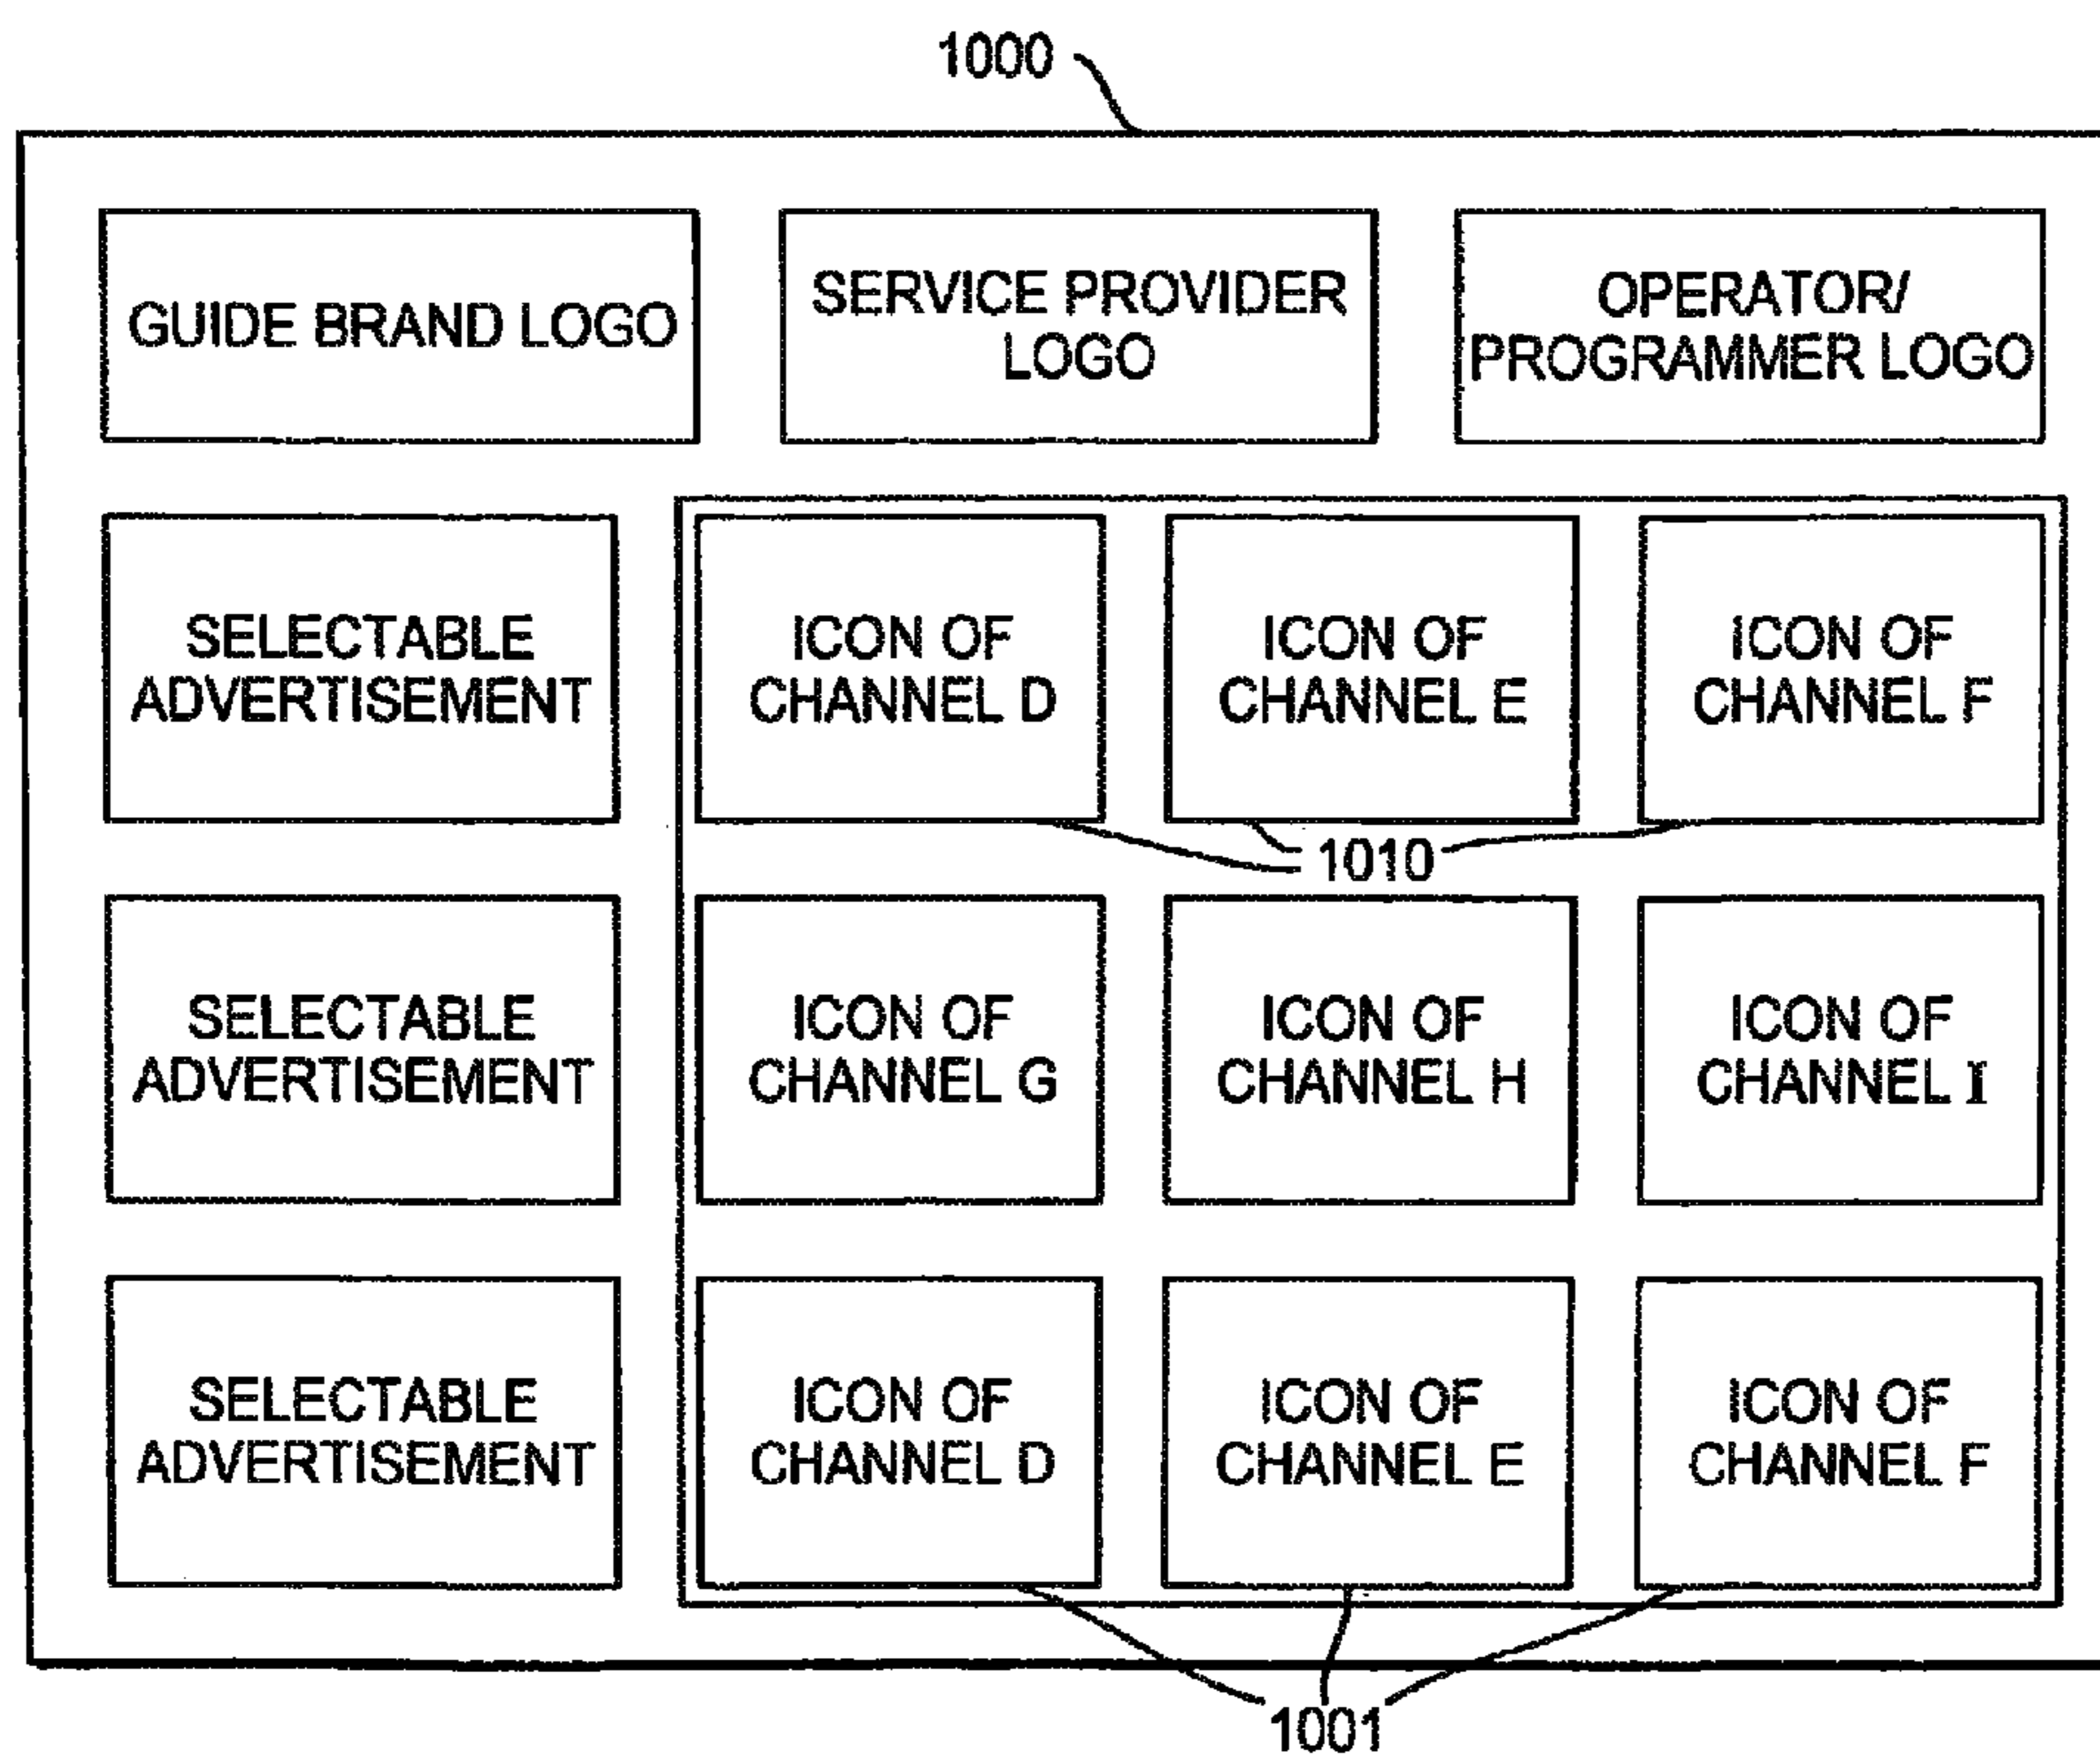 1000
GUIDE BRAND LOGO
SERVICE PROVIDER
LOGO
OPERATOR/
PROGRAMMER LOGO
SELECTABLE
ADVERTISEMENT
ICON OF
CHANNEL D
ICON OF
CHANNEL E
ICON OF
CHANNEL F
1010
SELECTABLE
ADVERTISEMENT
ICON OF
CHANNEL G
ICON OF
CHANNEL H
ICON OF
CHANNEL I
SELECTABLE
ADVERTISEMENT
ICON OF
CHANNEL D
ICON OF
CHANNEL E
ICON OF
CHANNEL F
1001